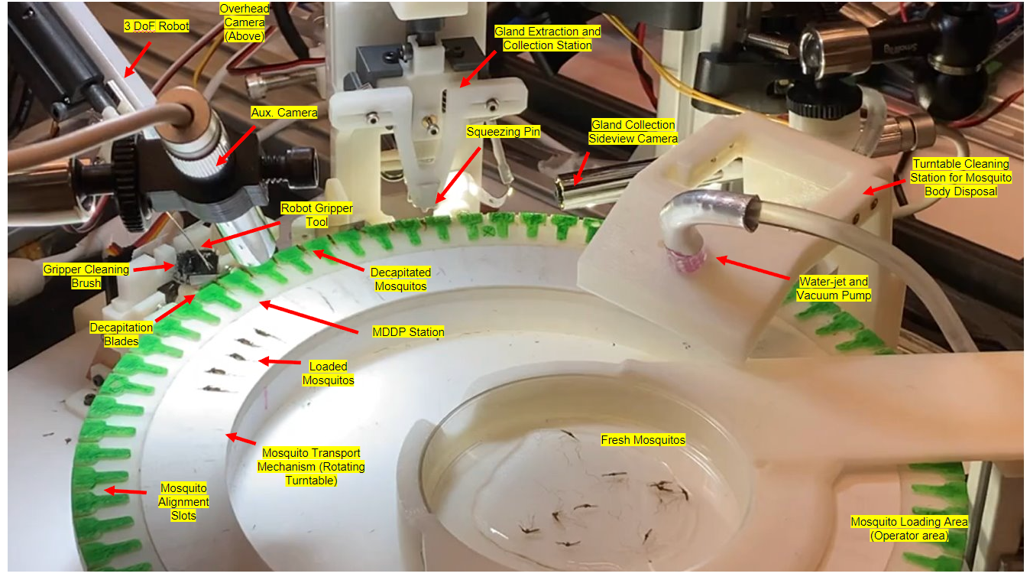 3 DoF Robot
Overhead
Camera
(Above)
Gland Extraction and
Collection Station
Aux. Camera
Squeezing Pin
Gland Collection
Sideview Camera
Turntable Cleaning
Station for Mosquito
Body Disposal
Robot Gripper
Tool
Gripper Cleaning
Brush
Decapitated
Mosquitos
Water-jet and
Vacuum Pump
Decapitation
Blades
MDDP Station
Loaded
Mosquitos
Fresh Mosquitos
Mosquito Transport
Mechanism (Rotating
Turntable)
Mosquito
Alignment
Slots
Mosquito Loading Area
(Operator area)